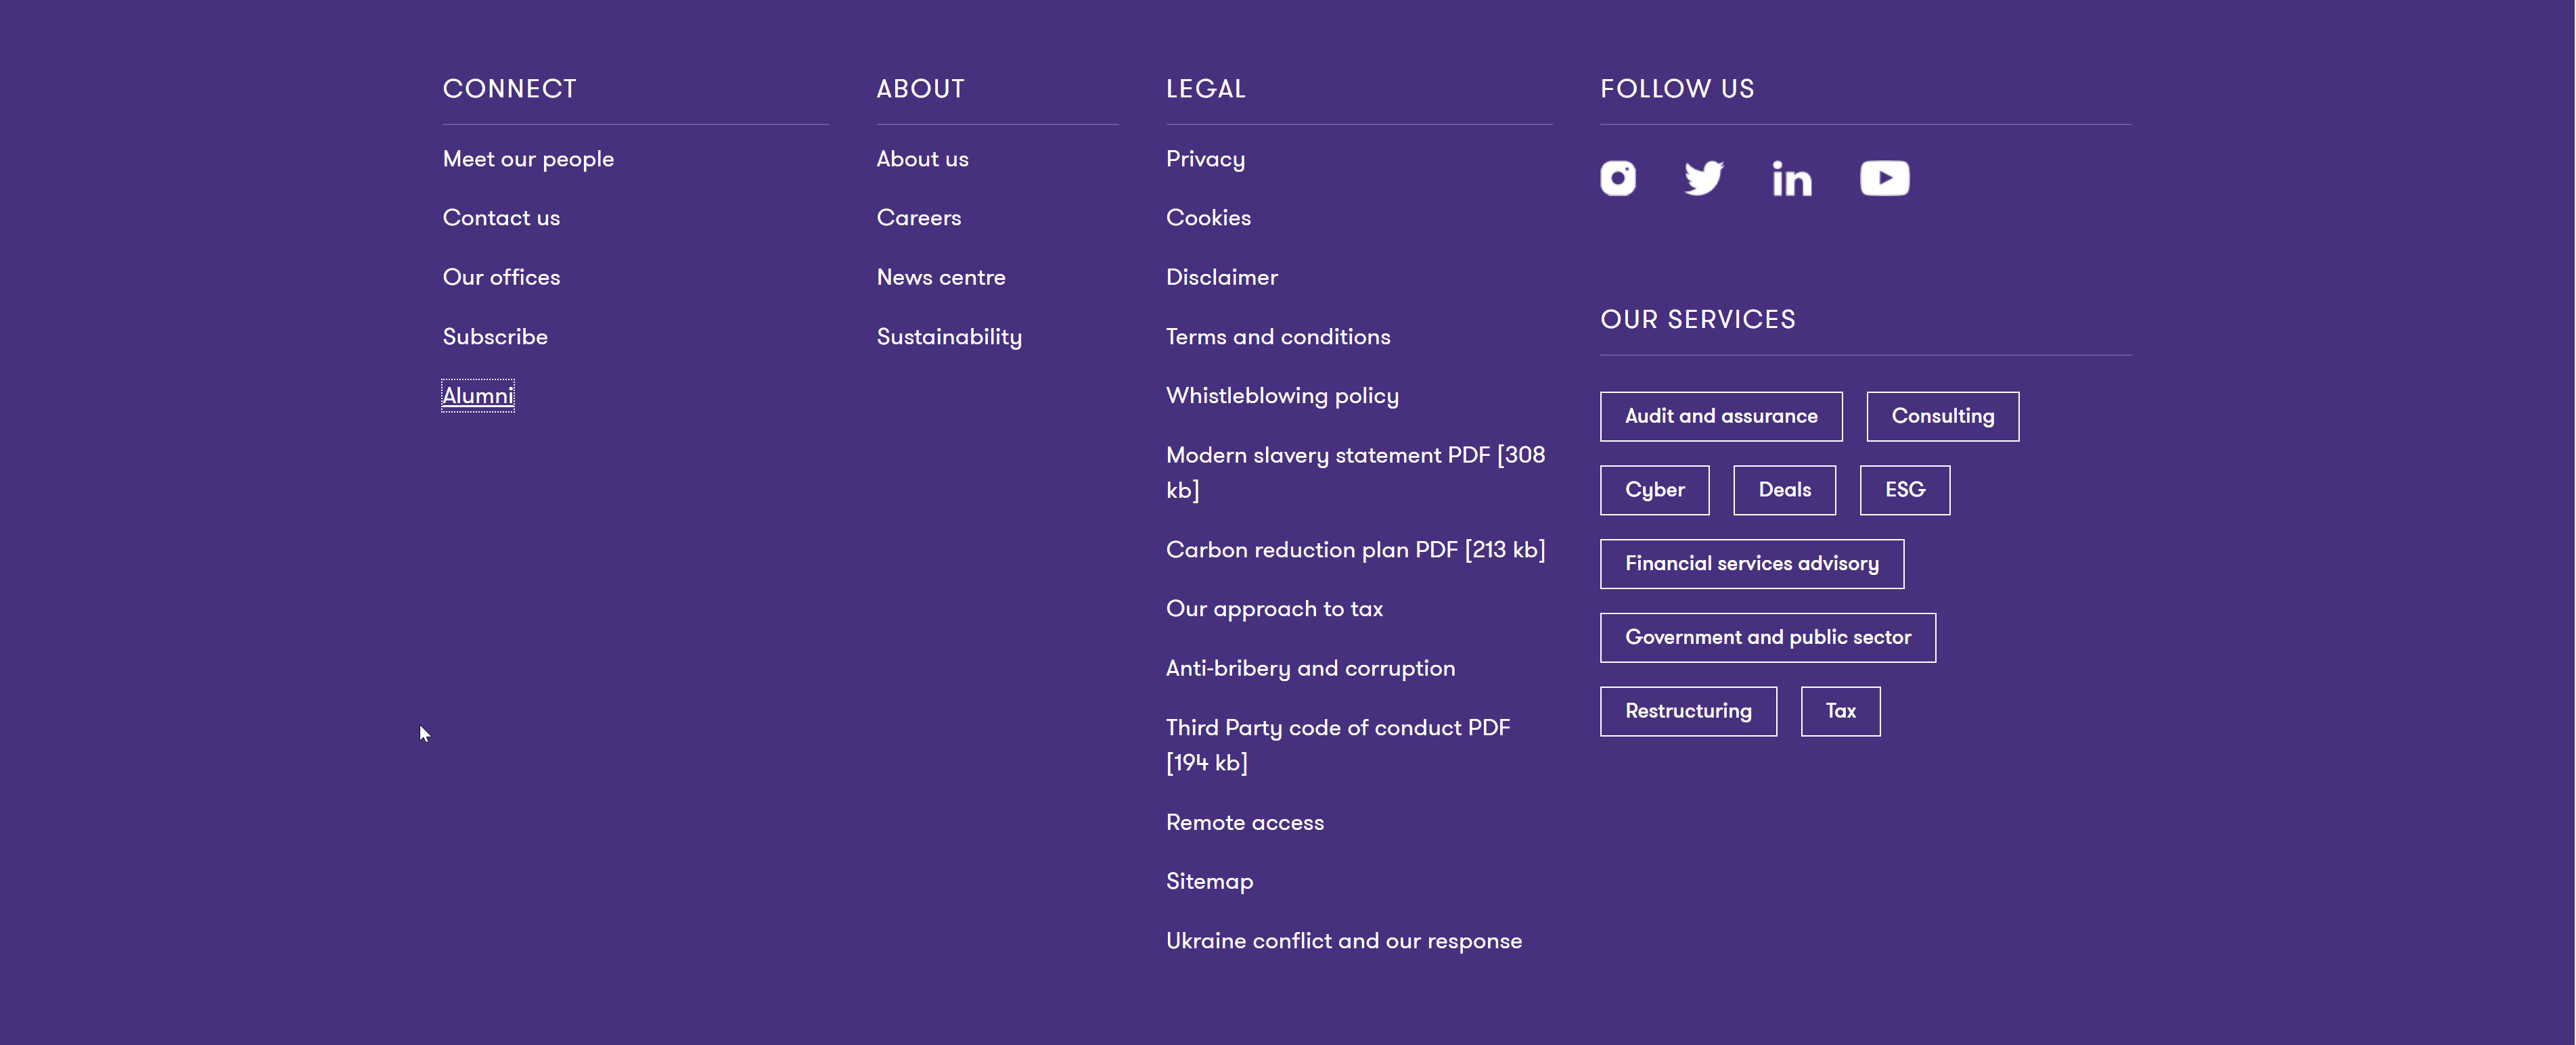 CONNECT
Meet our people
Contact us
Our offices
Subscribe
Alumni
ABOUT
About us
Careers
News centre
Sustainability
LEGAL
Privacy
Cookies
Disclaimer
Terms and conditions
Whistleblowing policy
Modern slavery statement PDF [308
kb]
Carbon reduction plan PDF [213 kb]
Our approach to tax
Anti-bribery and corruption
Third Party code of conduct PDF
[194 kb]
Remote access
Sitemap
Ukraine conflict and our response
FOLLOW US
in
OUR SERVICES
Audit and assurance
Consulting
Cyber
Deals
ESG
Financial services advisory
Government and public sector
Restructuring
Tax